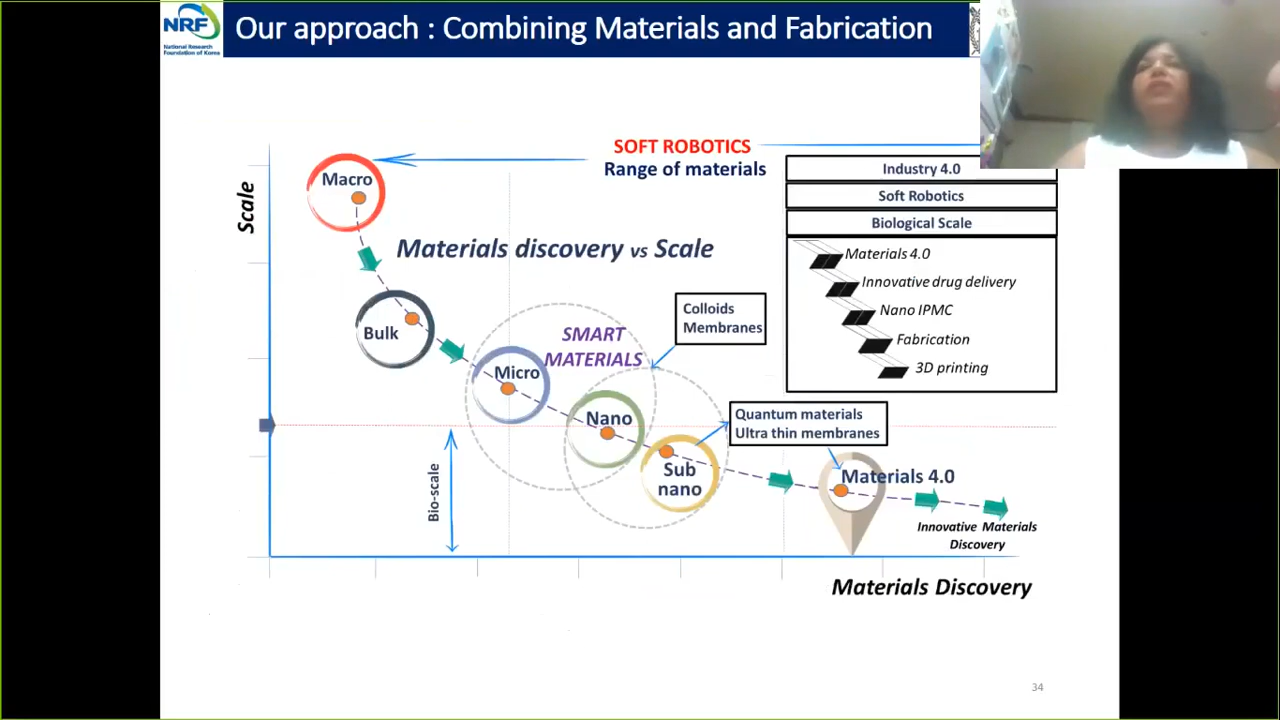 NRF
National Research
Foundation of Korea
Our approach : Combining Materials and Fabrication
SOFT ROBOTICS
Range of materials
Scale
Macro
Materials discovery vs Scale
Bulk
SMART
MATERIALS
Micro
Nano
Sub
nano
Colloids
Membranes
Quantum materials
Ultra thin membranes
Industry 4.0
Soft Robotics
Biological Scale
Materials 4.0
Innovative drug delivery
Nano IPMC
Fabrication
3D printing
Bio-scale
Materials 4.0
Innovative Materials
Discovery
Materials Discovery
34